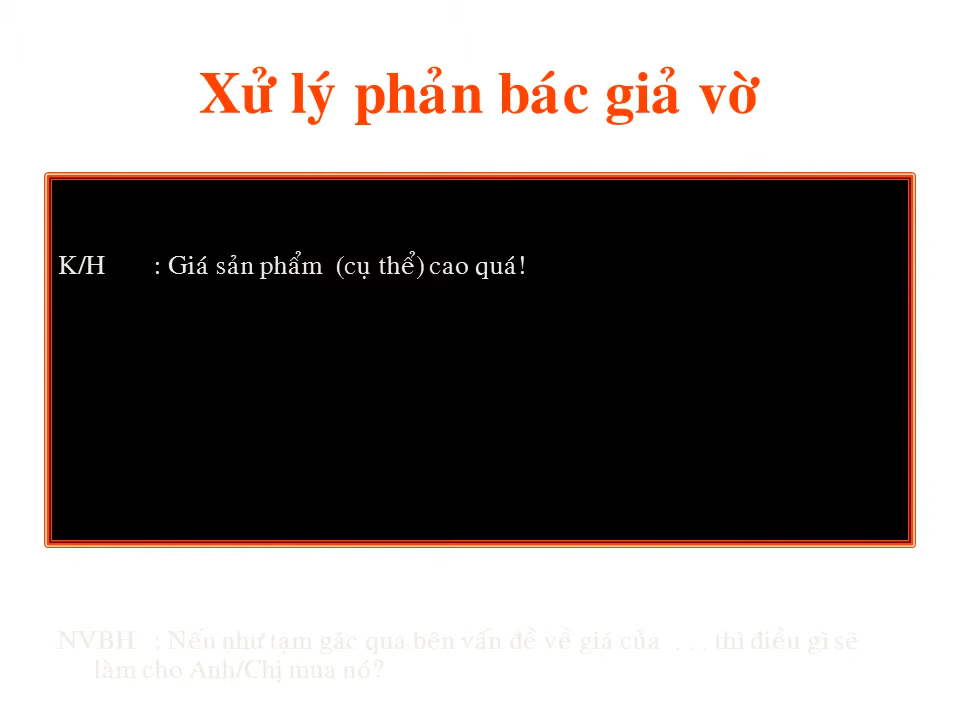 Xử lý phản bác giả vờ
K/H : Giá sản phẩm (cụ thể) cao quá!
NVBH : Nến như tạm gác qua bên vấn đề về giá của . . . thì điều gì sẽ
làm cho Anh/Chị mua nó?